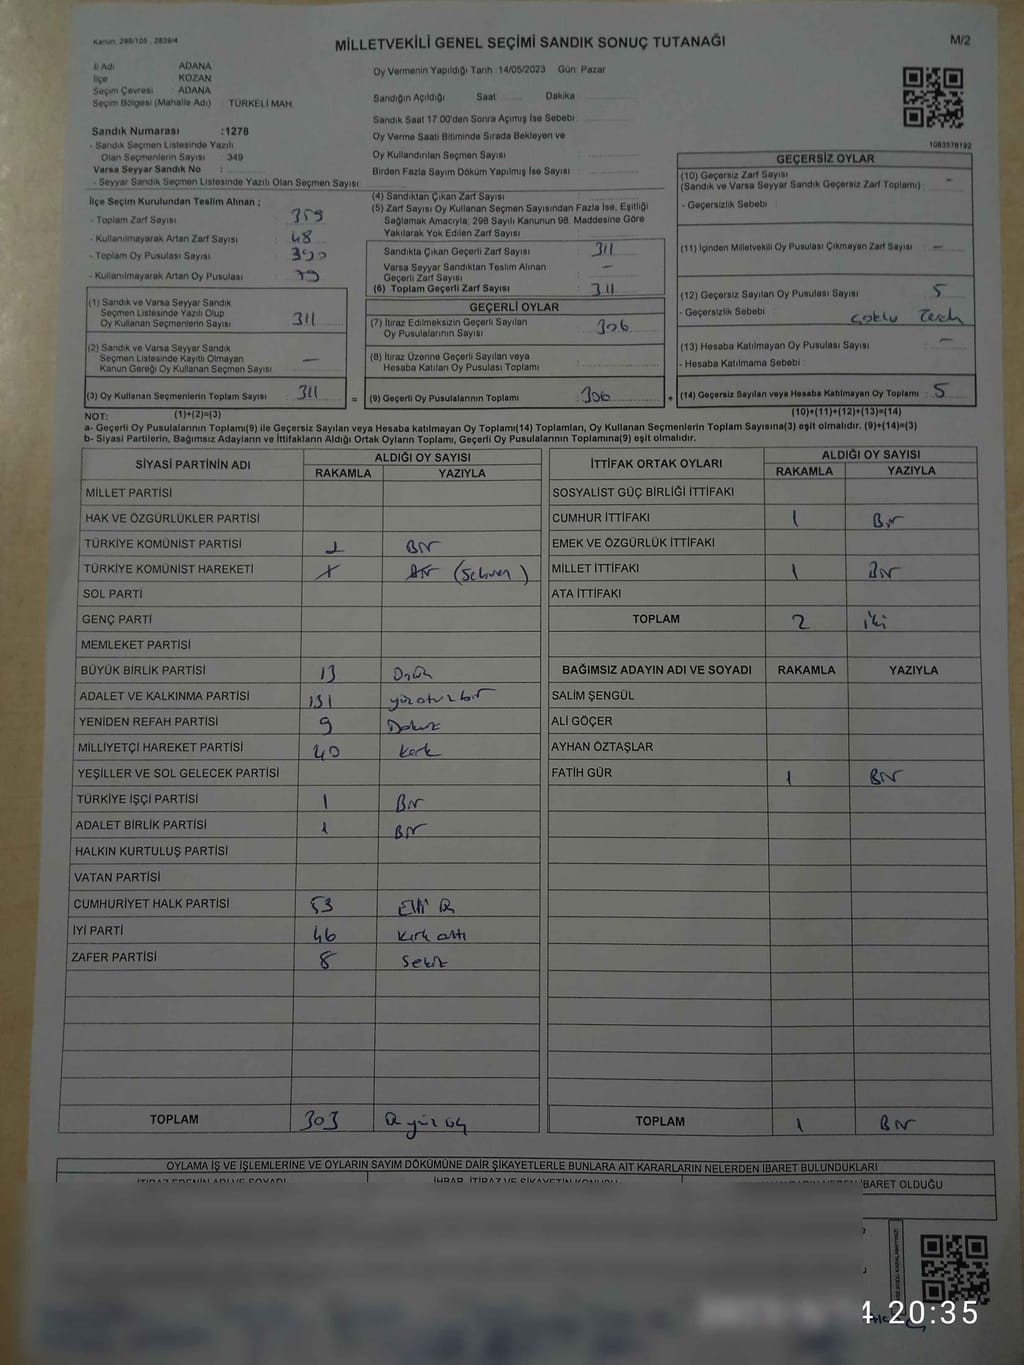 Kanun: 298/105 , 2839/4
MİLLETVEKİLİ GENEL SEÇİMİ SANDIK SONUÇ TUTANAĞI
M/2
İl Adı ADANA
İlçe KOZAN
Seçim Çevresi : ADANA
Seçim Bölgesi (Mahalle Adı) : TÜRKELİ MAH.
Sandık Numarası :1278
- Sandık Seçmen Listesinde Yazılı
Olan Seçmenlerin Sayısı : 349
Varsa Seyyar Sandık No :
- Seyyar Sandık Seçmen Listesinde Yazılı Olan Seçmen Sayısı :
Oy Vermenin Yapıldığı Tarih :14/05/2023 Gün: Pazar
Sandığın Açıldığı Saat Dakika
Sandık Saat 17.00'den Sonra Açımış İse Sebebi :
Oy Verme Saati Bitiminde Sırada Bekleyen ve
Oy Kullandırılan Seçmen Sayısı :
Birden Fazla Sayım Döküm Yapılmış İse Sayısı :
1083578192
İlçe Seçim Kurulundan Teslim Alınan ;
- Toplam Zarf Sayısı : 359
- Kullanılmayarak Artan Zarf Sayısı : 48
- Toplam Oy Pusulası Sayısı : 390
- Kullanılmayarak Artan Oy Pusulası : 79
(1) Sandık ve Varsa Seyyar Sandık
Seçmen Listesinde Yazılı Olup
Oy Kullanan Seçmenlerin Sayısı : 311
(2) Sandık ve Varsa Seyyar Sandık
Seçmen Listesinde Kayıtlı Olmayan
Kanun Gereği Oy Kullanan Seçmen Sayısı : —
(3) Oy Kullanan Seçmenlerin Toplam Sayısı : 311
(4) Sandıktan Çıkan Zarf Sayısı :
(5) Zarf Sayısı Oy Kullanan Seçmen Sayısından Fazla İse, Eşitliği
Sağlamak Amacıyla; 298 Sayılı Kanunun 98. Maddesine Göre
Yakılarak Yok Edilen Zarf Sayısı :
Sandıkta Çıkan Geçerli Zarf Sayısı : 311
Varsa Seyyar Sandıktan Teslim Alınan
Geçerli Zarf Sayısı : —
(6) Toplam Geçerli Zarf Sayısı : 311
GEÇERLİ OYLAR
(7) İtiraz Edilmeksizin Geçerli Sayılan
Oy Pusulalarının Sayısı : 306
(8) İtiraz Üzerine Geçerli Sayılan veya
Hesaba Katılan Oy Pusulası Toplamı :
= (9) Geçerli Oy Pusulalarının Toplamı : 306 +
GEÇERSİZ OYLAR
(10) Geçersiz Zarf Sayısı
(Sandık ve Varsa Seyyar Sandık Geçersiz Zarf Toplamı) : —
- Geçersizlik Sebebi :
(11) İçinden Milletvekili Oy Pusulası Çıkmayan Zarf Sayısı : —
(12) Geçersiz Sayılan Oy Pusulası Sayısı : 5
- Geçersizlik Sebebi : çoklu Tercih
(13) Hesaba Katılmayan Oy Pusulası Sayısı : —
- Hesaba Katılmama Sebebi :
(14) Geçersiz Sayılan veya Hesaba Katılmayan Oy Toplamı : 5
NOT: (1)+(2)=(3) (10)+(11)+(12)+(13)=(14)
a- Geçerli Oy Pusulalarının Toplamı(9) ile Geçersiz Sayılan veya Hesaba katılmayan Oy Toplamı(14) Toplamları, Oy Kullanan Seçmenlerin Toplam Sayısına(3) eşit olmalıdır. (9)+(14)=(3)
b- Siyasi Partilerin, Bağımsız Adayların ve İttifakların Aldığı Ortak Oyların Toplamı, Geçerli Oy Pusulalarının Toplamına(9) eşit olmalıdır.
SİYASİ PARTİNİN ADI ALDIĞI OY SAYISI
RAKAMLA YAZIYLA
MİLLET PARTİSİ
HAK VE ÖZGÜRLÜKLER PARTİSİ
TÜRKİYE KOMÜNİST PARTİSİ 1 Bir
TÜRKİYE KOMÜNİST HAREKETİ (Sehven)
SOL PARTİ
GENÇ PARTİ
MEMLEKET PARTİSİ
BÜYÜK BİRLİK PARTİSİ 13 Onüç
ADALET VE KALKINMA PARTİSİ 131 yüzotuzbir
YENİDEN REFAH PARTİSİ 9 Dokuz
MİLLİYETÇİ HAREKET PARTİSİ 40 Kırk
YEŞİLLER VE SOL GELECEK PARTİSİ
TÜRKİYE İŞÇİ PARTİSİ 1 Bir
ADALET BİRLİK PARTİSİ 1 Bir
HALKIN KURTULUŞ PARTİSİ
VATAN PARTİSİ
CUMHURİYET HALK PARTİSİ 53 Elli Üç
İYİ PARTİ 46 Kırk altı
ZAFER PARTİSİ 8 Sekiz
TOPLAM 303 Üç yüz üç
İTTİFAK ORTAK OYLARI ALDIĞI OY SAYISI
RAKAMLA YAZIYLA
SOSYALİST GÜÇ BİRLİĞİ İTTİFAKI
CUMHUR İTTİFAKI 1 Bir
EMEK VE ÖZGÜRLÜK İTTİFAKI
MİLLET İTTİFAKI 1 Bir
ATA İTTİFAKI
TOPLAM 2 iki
BAĞIMSIZ ADAYIN ADI VE SOYADI RAKAMLA YAZIYLA
SALİM ŞENGÜL
ALİ GÖÇER
AYHAN ÖZTAŞLAR
FATİH GÜR 1 Bir
TOPLAM 1 Bir
OYLAMA İŞ VE İŞLEMLERİNE VE OYLARIN SAYIM DÖKÜMÜNE DAİR ŞİKAYETLERLE BUNLARA AİT KARARLARIN NELERDEN İBARET BULUNDUKLARI
İTİRAZ EDENİN ADI VE SOYADI İHBAR, İTİRAZ VE ŞİKAYETİN KONUSU İBARET OLDUĞU
20:35